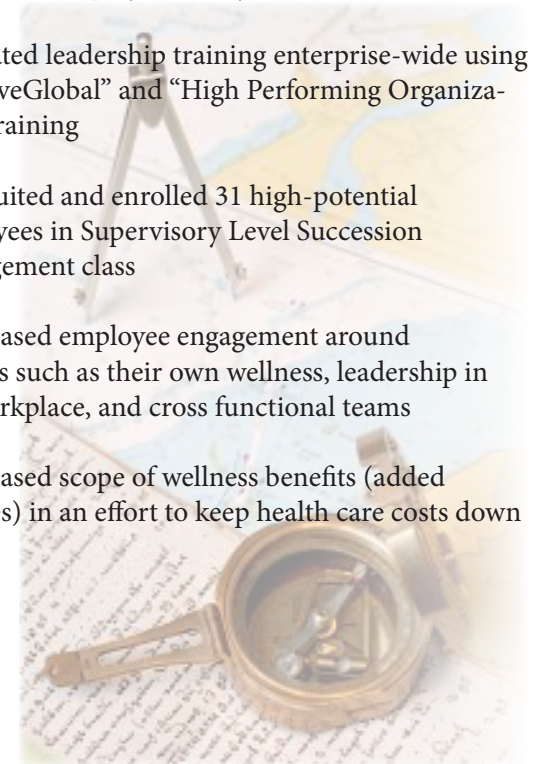 ated leadership training enterprise-wide using
veGlobal” and “High Performing Organiza-
raining
uited and enrolled 31 high-potential
yees in Supervisory Level Succession
gement class
ased employee engagement around
s such as their own wellness, leadership in
rkplace, and cross functional teams
ased scope of wellness benefits (added
s) in an effort to keep health care costs down